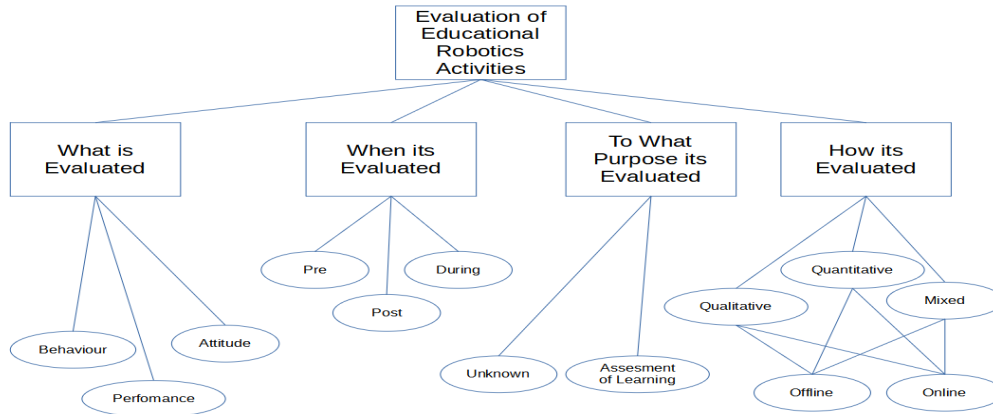 Evaluation of
Educational
Robotics
Activities
What is
Evaluated
When its
Evaluated
To What
Purpose its
Evaluated
How its
Evaluated
Pre
During
Post
Quantitative
Qualitative
Mixed
Behaviour
Attitude
Perfomance
Unknown
Assesment
of Learning
Offline
Online